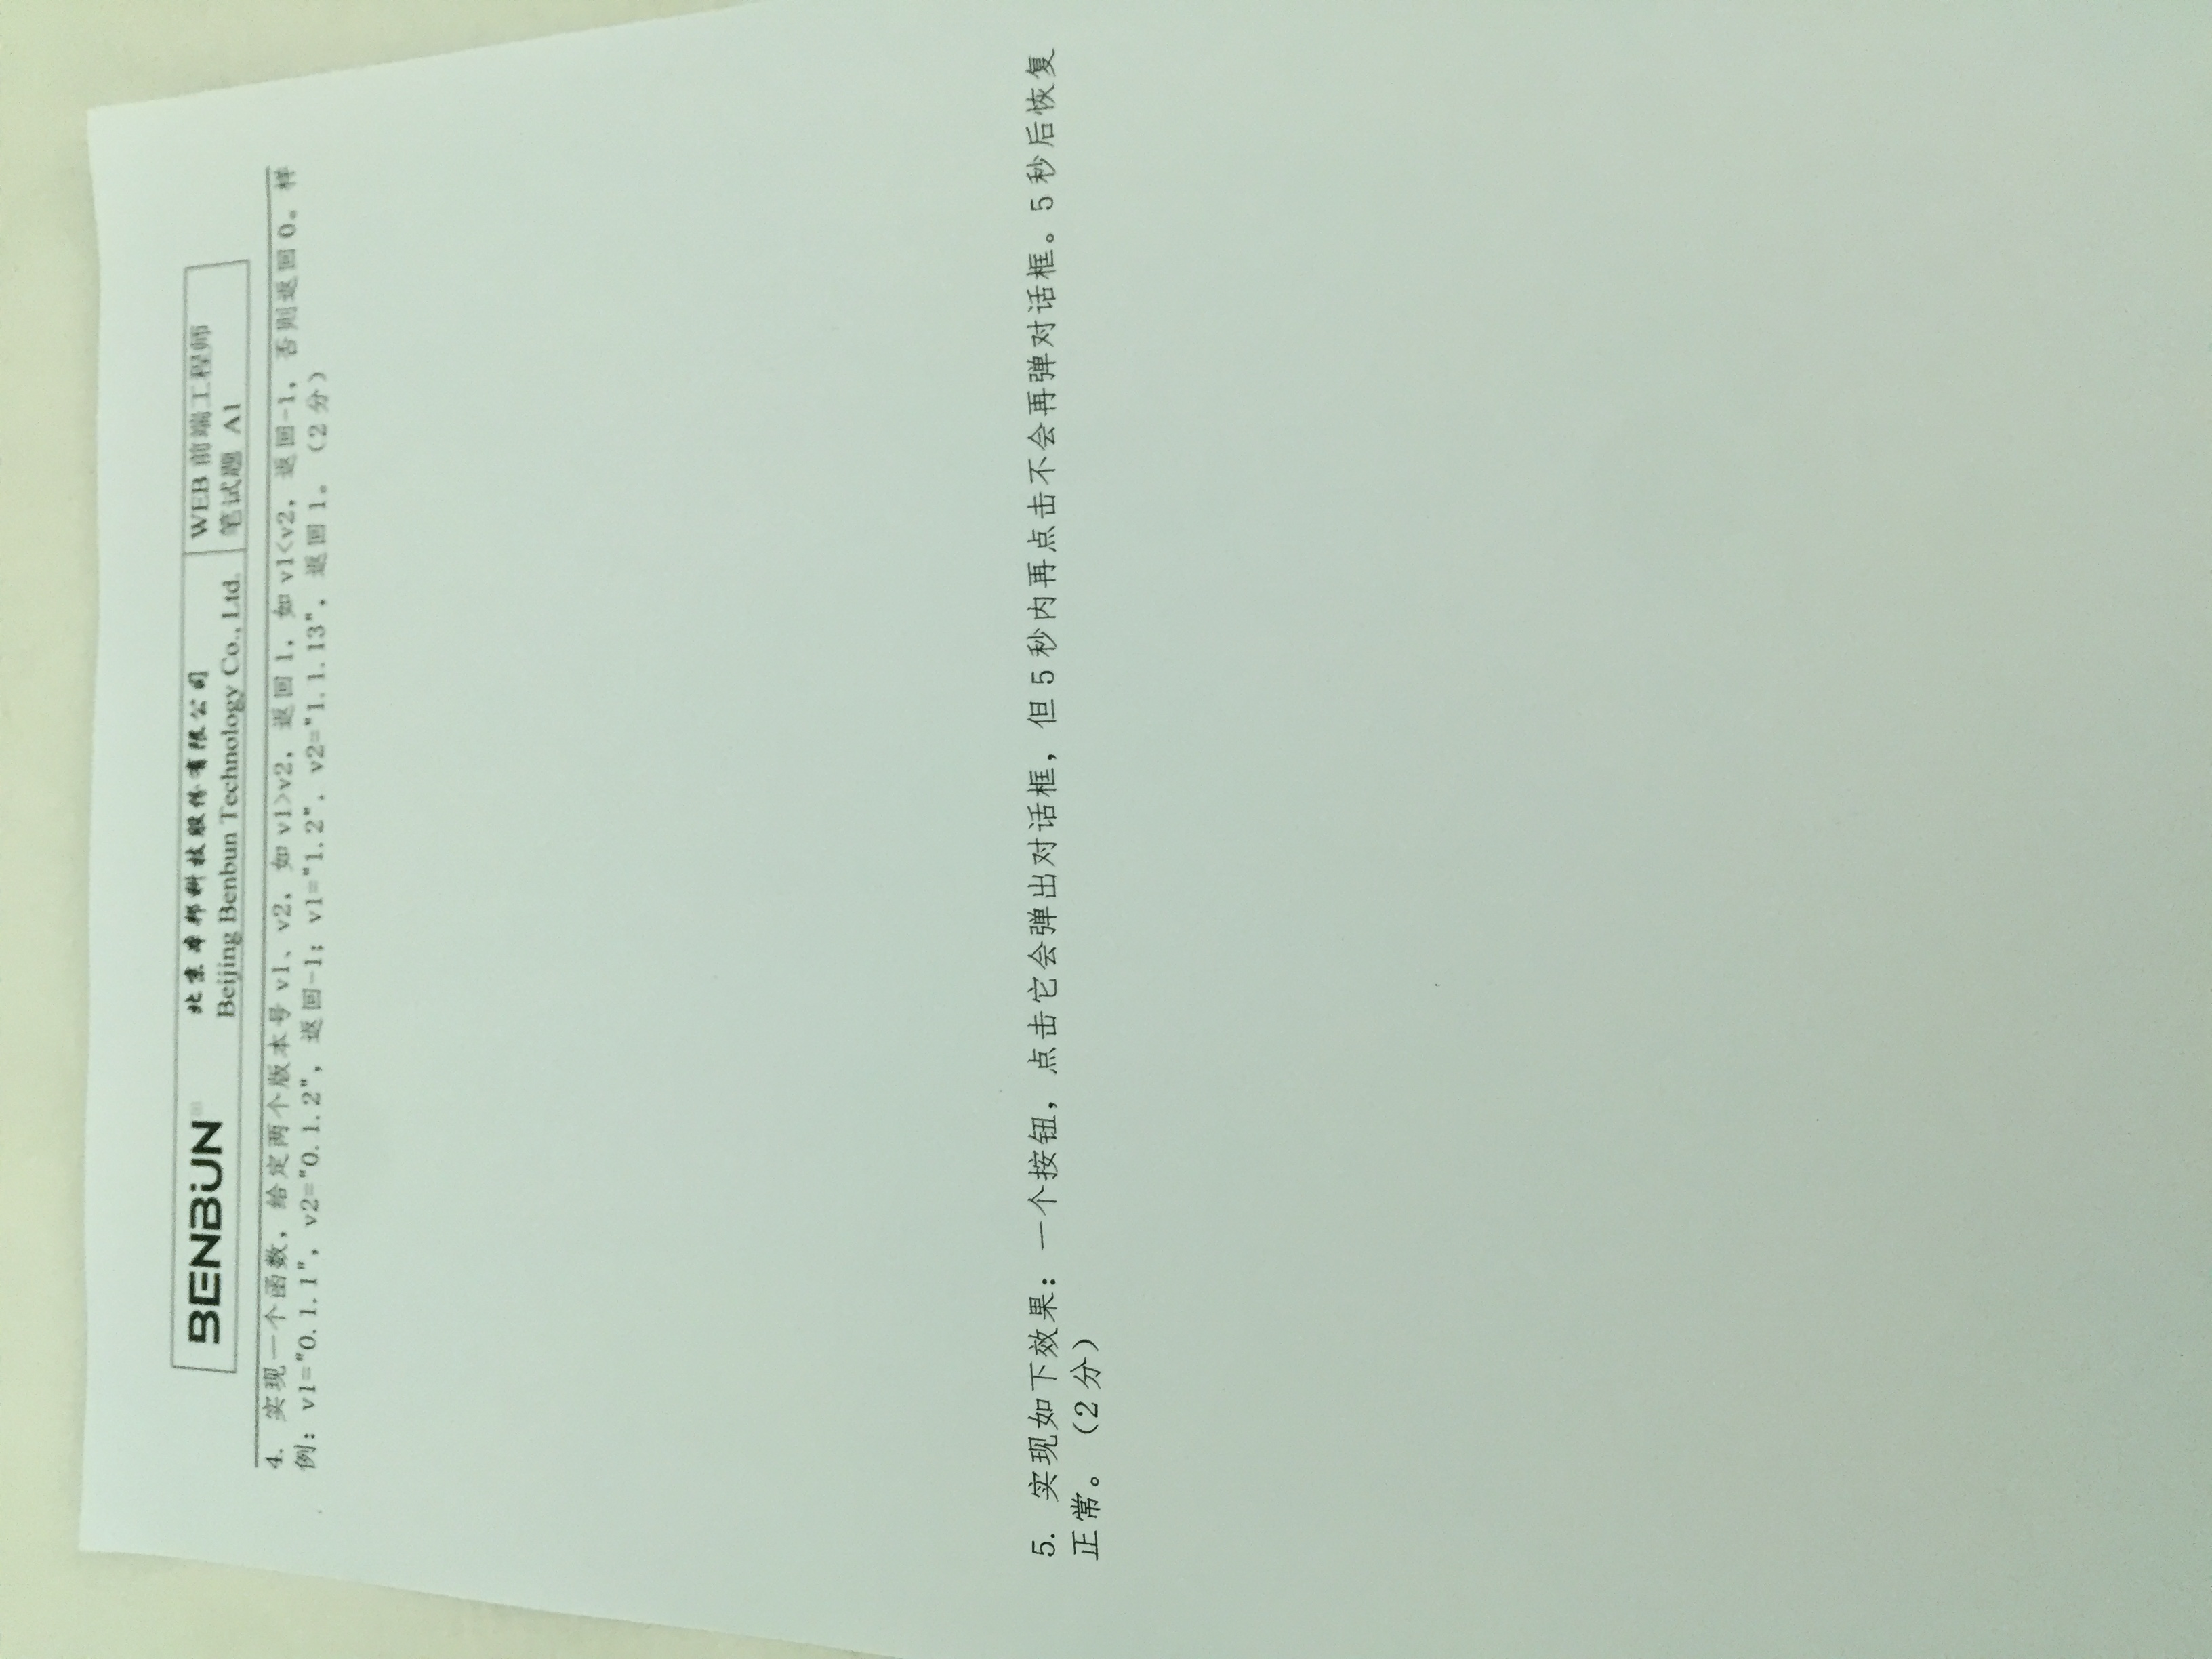 BENBUN
北京本邦科技股份有限公司
Beijing Benbun Technology Co., Ltd.
WEB 前端工程师
笔试题 A1
4. 实现一个函数，给定两个版本号 v1、v2，如 v1>v2，返回 1，如 v1<v2，返回-1，否则返回 0。样
例：v1="0.1.1"，v2="0.1.2"，返回-1；v1="1.2"，v2="1.1.13"，返回 1。（2 分）
5. 实现如下效果：一个按钮，点击它会弹出对话框，但 5 秒内再点击不会再弹对话框。5 秒后恢复
正常。（2 分）